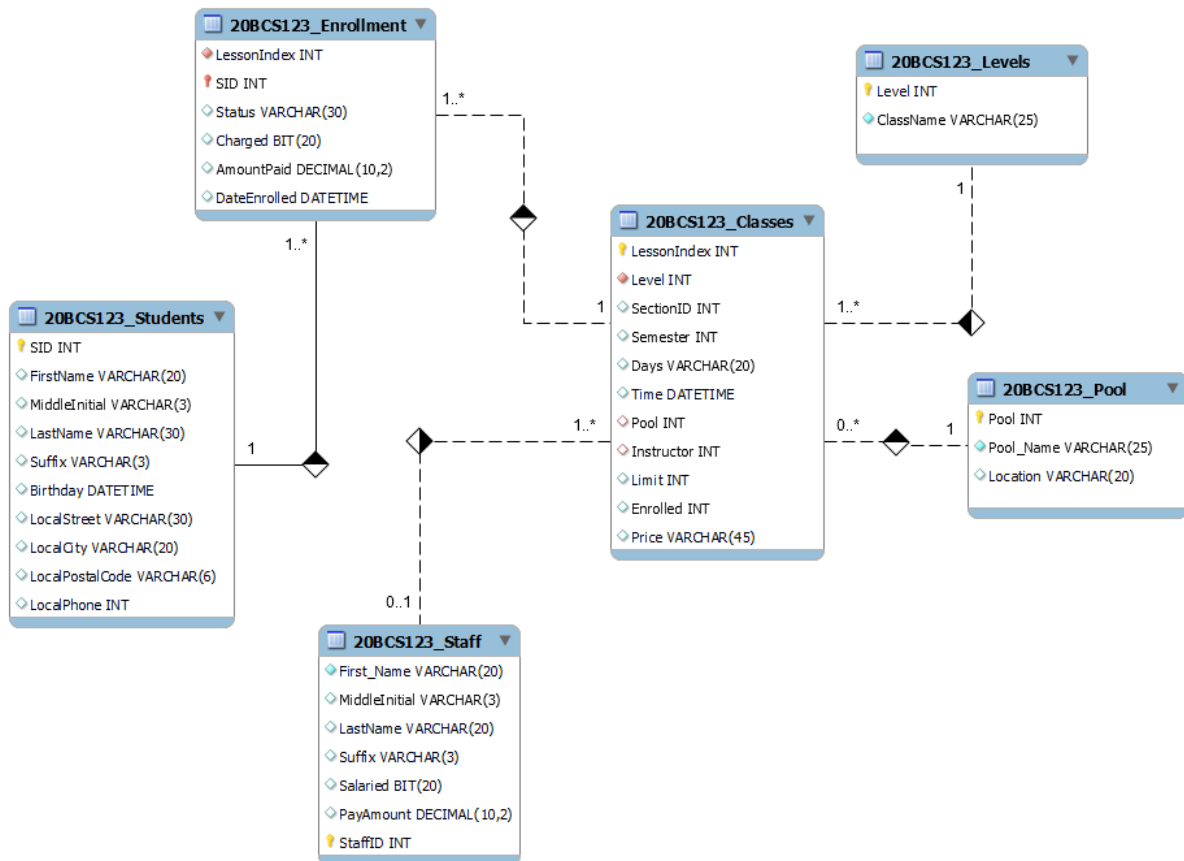 20BCS123_Enrollment
LessonIndex INT
SID INT
Status VARCHAR(30)
Charged BIT(20)
AmountPaid DECIMAL(10,2)
DateEnrolled DATETIME
1..*
1..*
1
20BCS123_Levels
Level INT
ClassName VARCHAR(25)
1
1..*
20BCS123_Classes
LessonIndex INT
Level INT
SectionID INT
Semester INT
Days VARCHAR(20)
Time DATETIME
Pool INT
Instructor INT
Limit INT
Enrolled INT
Price VARCHAR(45)
20BCS123_Students
SID INT
FirstName VARCHAR(20)
MiddleInitial VARCHAR(3)
LastName VARCHAR(30)
Suffix VARCHAR(3)
Birthday DATETIME
LocalStreet VARCHAR(30)
LocalCity VARCHAR(20)
LocalPostalCode VARCHAR(6)
LocalPhone INT
1
1..*
0..*
1
20BCS123_Pool
Pool INT
Pool_Name VARCHAR(25)
Location VARCHAR(20)
0..1
20BCS123_Staff
First_Name VARCHAR(20)
MiddleInitial VARCHAR(3)
LastName VARCHAR(20)
Suffix VARCHAR(3)
Salaried BIT(20)
PayAmount DECIMAL(10,2)
StaffID INT